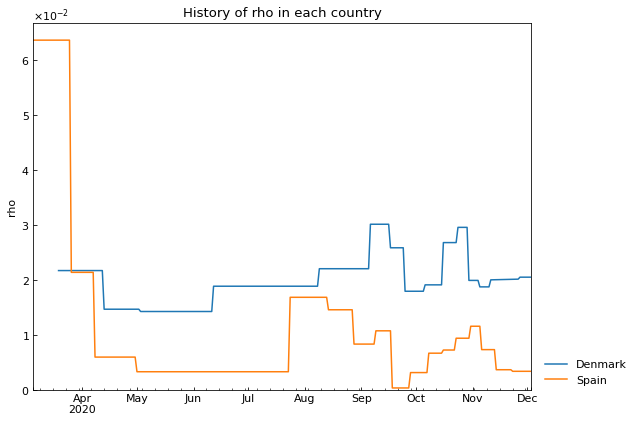 History of rho in each country
×10⁻²
6
5
4
3
2
1
0
rho
Apr May Jun Jul Aug Sep Oct Nov Dec
2020
Denmark
Spain